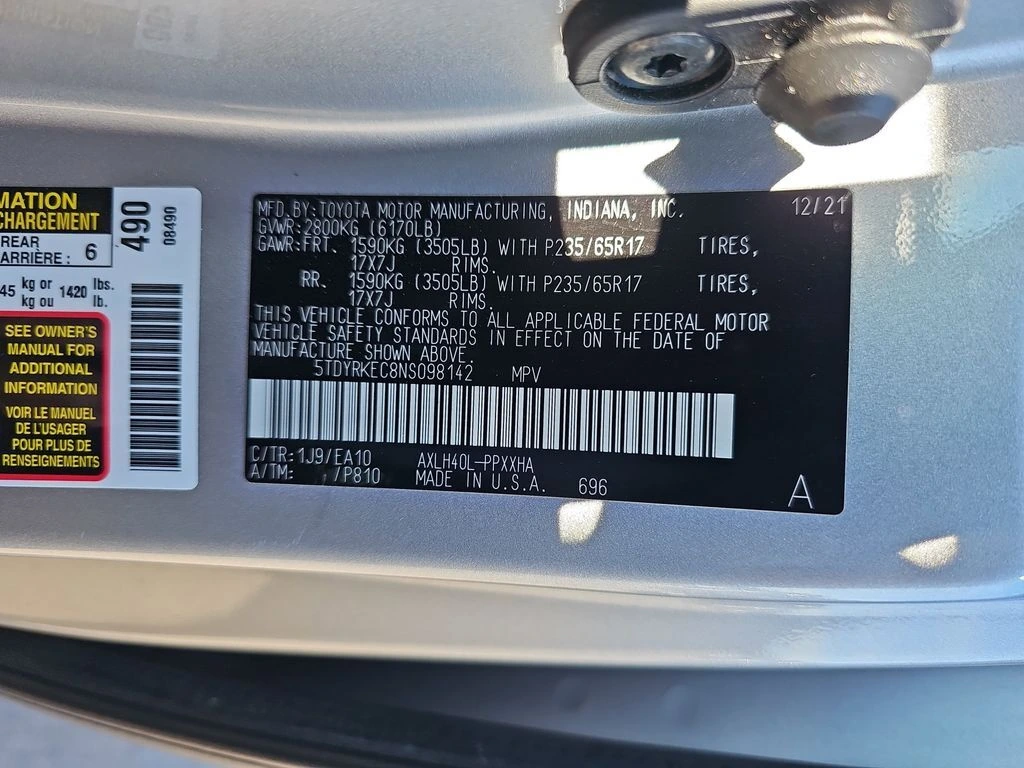 MATION
CHARGEMENT
REAR
ARRIÈRE : 6
45 kg or 1420 lbs.
kg ou lb.
SEE OWNER'S
MANUAL FOR
ADDITIONAL
INFORMATION
VOIR LE MANUEL
DE L'USAGER
POUR PLUS DE
RENSEIGNEMENTS
490
08490
MFD.BY:TOYOTA MOTOR MANUFACTURING, INDIANA, INC. 12/21
GVWR:2800KG (6170LB)
GAWR:FRT. 1590KG (3505LB) WITH P235/65R17 TIRES,
17X7J RIMS.
RR. 1590KG (3505LB) WITH P235/65R17 TIRES,
17X7J RIMS.
THIS VEHICLE CONFORMS TO ALL APPLICABLE FEDERAL MOTOR
VEHICLE SAFETY STANDARDS IN EFFECT ON THE DATE OF
MANUFACTURE SHOWN ABOVE.
5TDYRKEC8NS098142 MPV
C/TR:1J9/EA10 AXLH40L-PPXXHA
A/TM: /P810 MADE IN U.S.A. 696 A